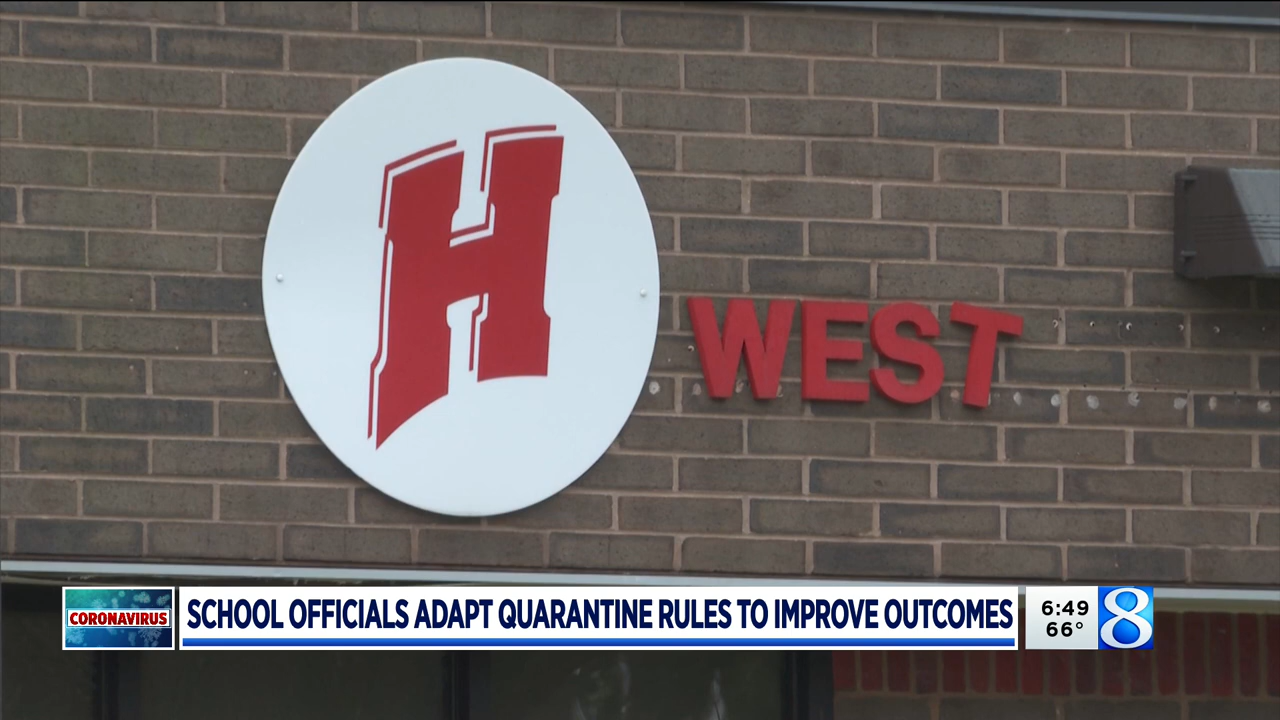 H
WEST
CORONAVIRUS
SCHOOL OFFICIALS ADAPT QUARANTINE RULES TO IMPROVE OUTCOMES
6:49
66°
8